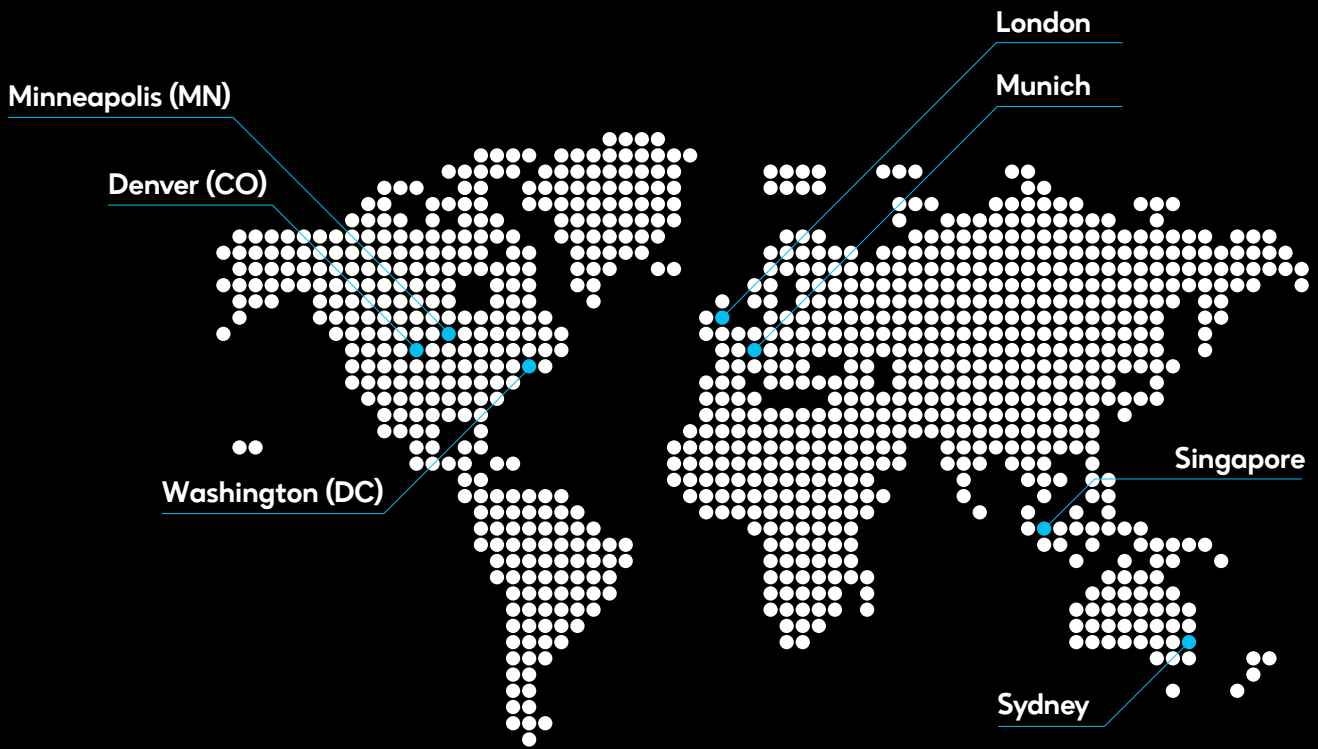 London
Munich
Minneapolis (MN)
Denver (CO)
Singapore
Washington (DC)
Sydney